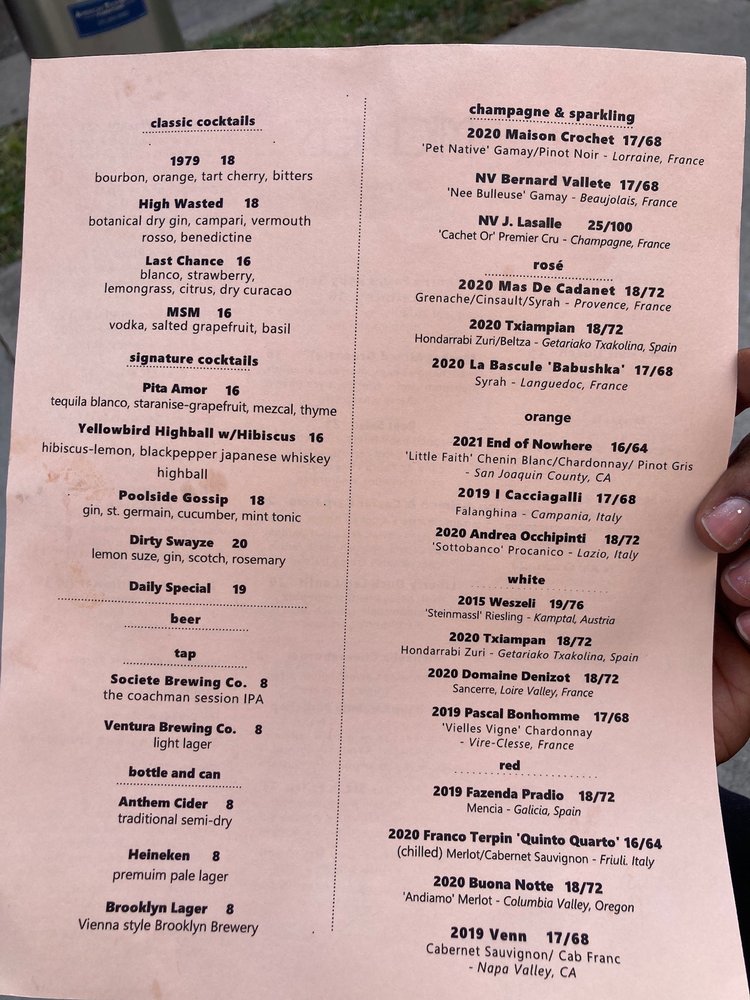 classic cocktails
1979 18
bourbon, orange, tart cherry, bitters
High Wasted 18
botanical dry gin, campari, vermouth
rosso, benedictine
Last Chance 16
blanco, strawberry,
lemongrass, citrus, dry curacao
MSM 16
vodka, salted grapefruit, basil
signature cocktails
Pita Amor 16
tequila blanco, staranise-grapefruit, mezcal, thyme
Yellowbird Highball w/Hibiscus 16
hibiscus-lemon, blackpepper japanese whiskey
highball
Poolside Gossip 18
gin, st. germain, cucumber, mint tonic
Dirty Swayze 20
lemon suze, gin, scotch, rosemary
Daily Special 19
beer
tap
Societe Brewing Co. 8
the coachman session IPA
Ventura Brewing Co. 8
light lager
bottle and can
Anthem Cider 8
traditional semi-dry
Heineken 8
premuim pale lager
Brooklyn Lager 8
Vienna style Brooklyn Brewery
champagne & sparkling
2020 Maison Crochet 17/68
'Pet Native' Gamay/Pinot Noir - Lorraine, France
NV Bernard Vallete 17/68
'Nee Bulleuse' Gamay - Beaujolais, France
NV J. Lasalle 25/100
'Cachet Or' Premier Cru - Champagne, France
rosé
2020 Mas De Cadanet 18/72
Grenache/Cinsault/Syrah - Provence, France
2020 Txiampian 18/72
Hondarrabi Zuri/Beltza - Getariako Txakolina, Spain
2020 La Bascule 'Babushka' 17/68
Syrah - Languedoc, France
orange
2021 End of Nowhere 16/64
'Little Faith' Chenin Blanc/Chardonnay/ Pinot Gris
- San Joaquin County, CA
2019 I Cacciagalli 17/68
Falanghina - Campania, Italy
2020 Andrea Occhipinti 18/72
'Sottobanco' Procanico - Lazio, Italy
white
2015 Weszeli 19/76
'Steinmassl' Riesling - Kamptal, Austria
2020 Txiampan 18/72
Hondarrabi Zuri - Getariako Txakolina, Spain
2020 Domaine Denizot 18/72
Sancerre, Loire Valley, France
2019 Pascal Bonhomme 17/68
'Vielles Vigne' Chardonnay
- Vire-Clesse, France
red
2019 Fazenda Pradio 18/72
Mencia - Galicia, Spain
2020 Franco Terpin 'Quinto Quarto' 16/64
(chilled) Merlot/Cabernet Sauvignon - Friuli. Italy
2020 Buona Notte 18/72
'Andiamo' Merlot - Columbia Valley, Oregon
2019 Venn 17/68
Cabernet Sauvignon/ Cab Franc
- Napa Valley, CA